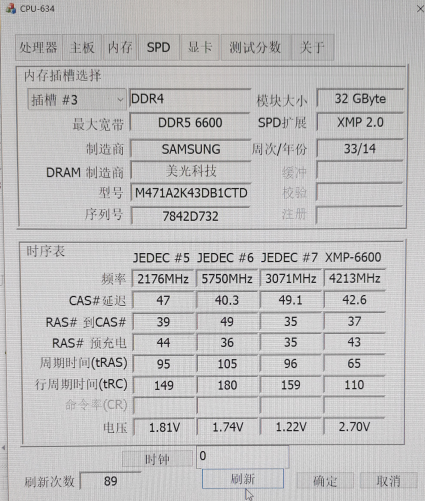 CPU-634
处理器 主板 内存 SPD 显卡 测试分数 关于
内存插槽选择
插槽 #3 DDR4 模块大小 32 GByte
最大宽带 DDR5 6600 SPD扩展 XMP 2.0
制造商 SAMSUNG 周次/年份 33/14
DRAM 制造商 美光科技 缓冲
型号 M471A2K43DB1CTD 校验
序列号 7842D732 注册
时序表
JEDEC #5 JEDEC #6 JEDEC #7 XMP-6600
频率 2176MHz 5750MHz 3071MHz 4213MHz
CAS#延迟 47 40.3 49.1 42.6
RAS# 到CAS# 39 49 35 37
RAS# 预充电 44 36 35 43
周期时间(tRAS) 95 105 96 65
行周期时间(tRC) 149 180 159 110
命令率(CR)
电压 1.81V 1.74V 1.22V 2.70V
时钟 0
刷新次数 89 刷新 确定 取消